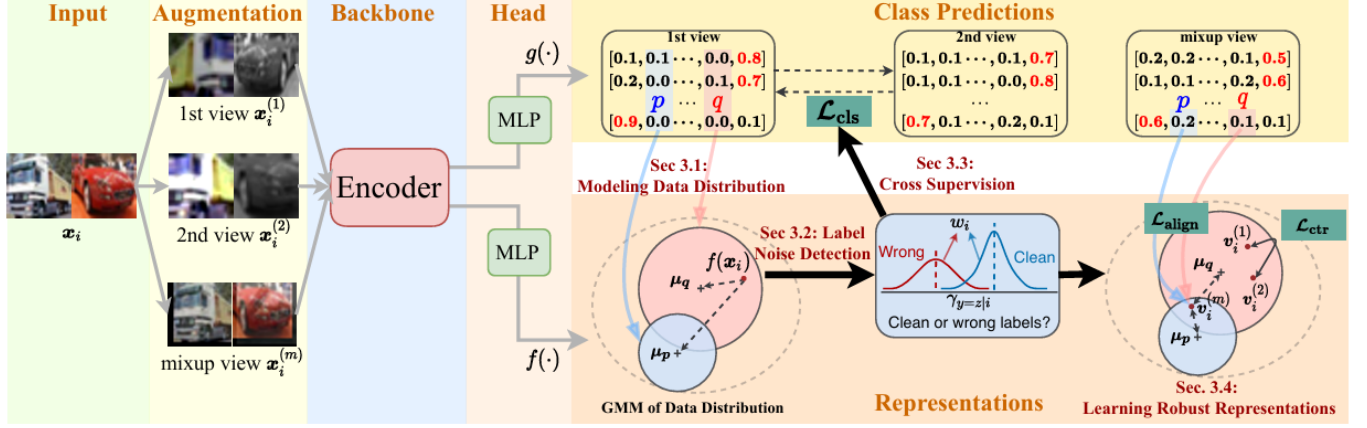 Input
Augmentation
Backbone
Head
Class Predictions
1st view x_i^{(1)}
2nd view x_i^{(2)}
mixup view x_i^{(m)}
x_i
Encoder
g(·)
MLP
MLP
f(·)
1st view
[0.1, 0.1 ⋯, 0.0, 0.8]
[0.2, 0.0 ⋯, 0.1, 0.7]
p ⋯ q
[0.9, 0.0 ⋯, 0.0, 0.1]
2nd view
[0.1, 0.1 ⋯, 0.1, 0.7]
[0.1, 0.1 ⋯, 0.0, 0.8]
⋯
[0.7, 0.1 ⋯, 0.2, 0.1]
mixup view
[0.2, 0.2 ⋯, 0.1, 0.5]
[0.1, 0.1 ⋯, 0.2, 0.6]
p ⋯ q
[0.6, 0.2 ⋯, 0.1, 0.1]
L_cls
Sec 3.1:
Modeling Data Distribution
Sec 3.3:
Cross Supervision
Sec 3.2: Label
Noise Detection
μ_q
f(x_i)
μ_p
GMM of Data Distribution
w_i
Wrong
Clean
γ_{y=z|i}
Clean or wrong labels?
L_align
L_ctr
v_i^{(1)}
v_i^{(2)}
v_i^{(m)}
μ_q
μ_p
Sec. 3.4:
Learning Robust Representations
Representations